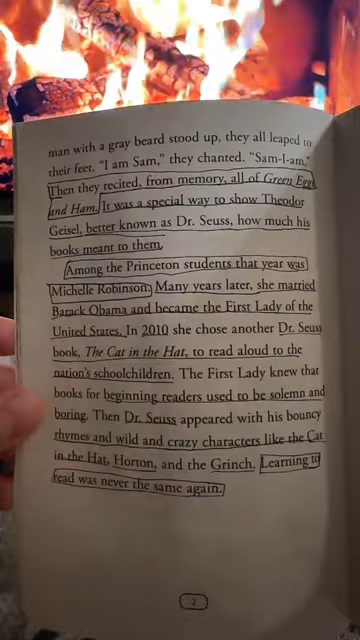 man with a gray beard stood up, they all leaped to
their feet. "I am Sam," they chanted. "Sam-I-am."
Then they recited, from memory, all of Green Eggs
and Ham. It was a special way to show Theodor
Geisel, better known as Dr. Seuss, how much his
books meant to them.
Among the Princeton students that year was
Michelle Robinson. Many years later, she married
Barack Obama and became the First Lady of the
United States. In 2010 she chose another Dr. Seuss
book, The Cat in the Hat, to read aloud to the
nation's schoolchildren. The First Lady knew that
books for beginning readers used to be solemn and
boring. Then Dr. Seuss appeared with his bouncy
rhymes and wild and crazy characters like the Cat
in the Hat, Horton, and the Grinch. Learning to
read was never the same again.
2